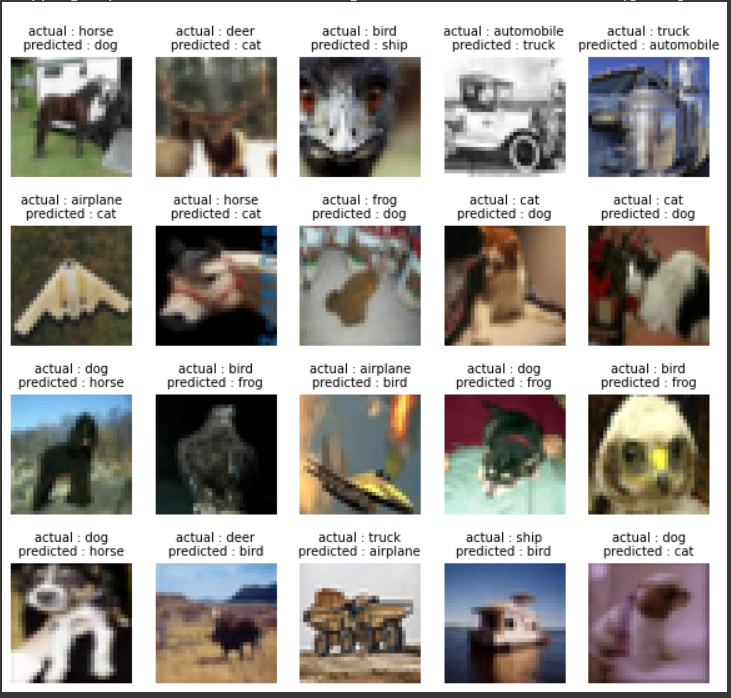 actual : horse
predicted : dog
actual : deer
predicted : cat
actual : bird
predicted : ship
actual : automobile
predicted : truck
actual : truck
predicted : automobile
actual : airplane
predicted : cat
actual : horse
predicted : cat
actual : frog
predicted : dog
actual : cat
predicted : dog
actual : cat
predicted : dog
actual : dog
predicted : horse
actual : bird
predicted : frog
actual : airplane
predicted : bird
actual : dog
predicted : frog
actual : bird
predicted : frog
actual : dog
predicted : horse
actual : deer
predicted : bird
actual : truck
predicted : airplane
actual : ship
predicted : bird
actual : dog
predicted : cat